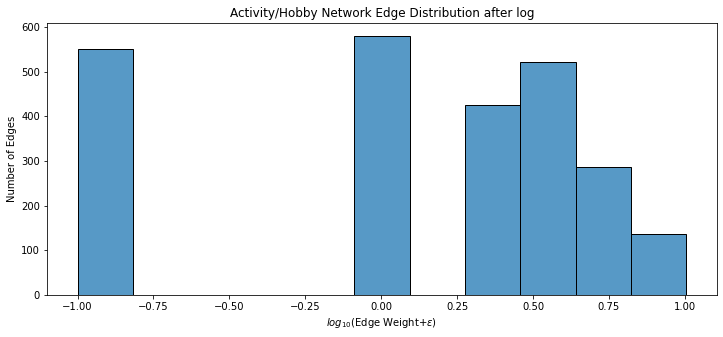 Activity/Hobby Network Edge Distribution after log
600
500
400
300
200
100
0
Number of Edges
−1.00 −0.75 −0.50 −0.25 0.00 0.25 0.50 0.75 1.00
log₁₀(Edge Weight+ε)